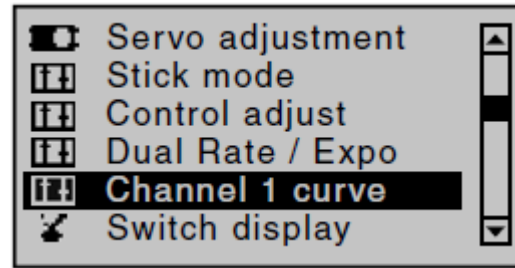 Servo adjustment
Stick mode
Control adjust
Dual Rate / Expo
Channel 1 curve
Switch display